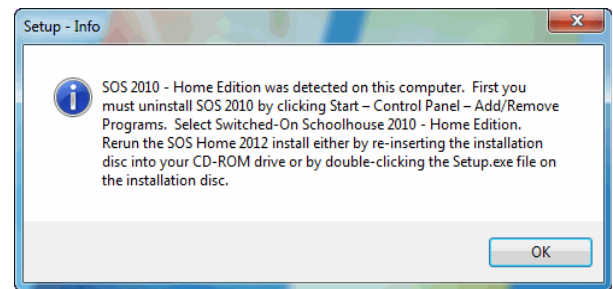 Setup - Info
SOS 2010 - Home Edition was detected on this computer.  First you
must uninstall SOS 2010 by clicking Start – Control Panel – Add/Remove
Programs.  Select Switched-On Schoolhouse 2010 - Home Edition.
Rerun the SOS Home 2012 install either by re-inserting the installation
disc into your CD-ROM drive or by double-clicking the Setup.exe file on
the installation disc.
OK